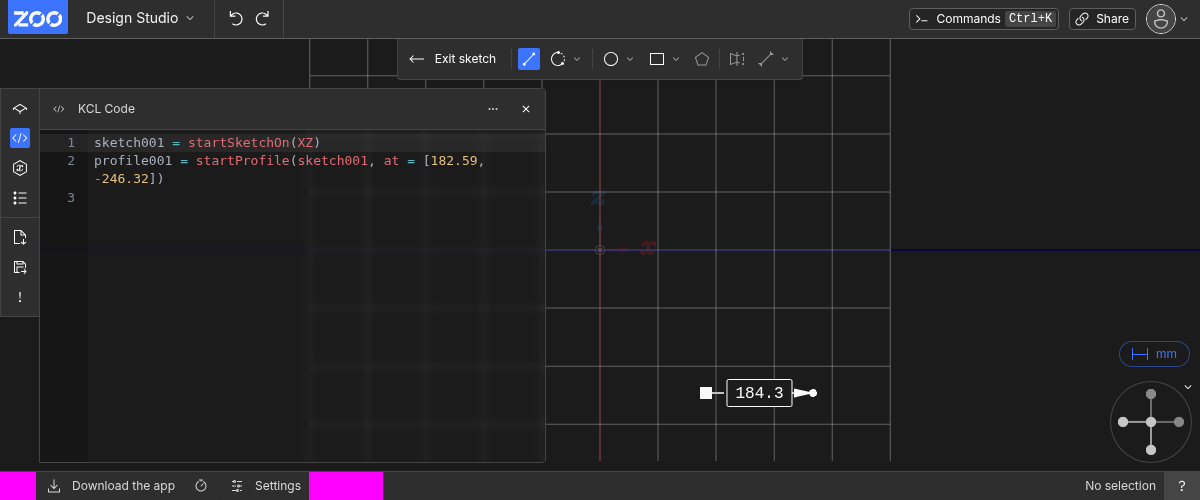 ZOO
Design Studio
Commands Ctrl+K
Share
Exit sketch
KCL Code
1 sketch001 = startSketchOn(XZ)
2 profile001 = startProfile(sketch001, at = [182.59,
-246.32])
3
z
x
184.3
mm
Download the app
Settings
No selection
?